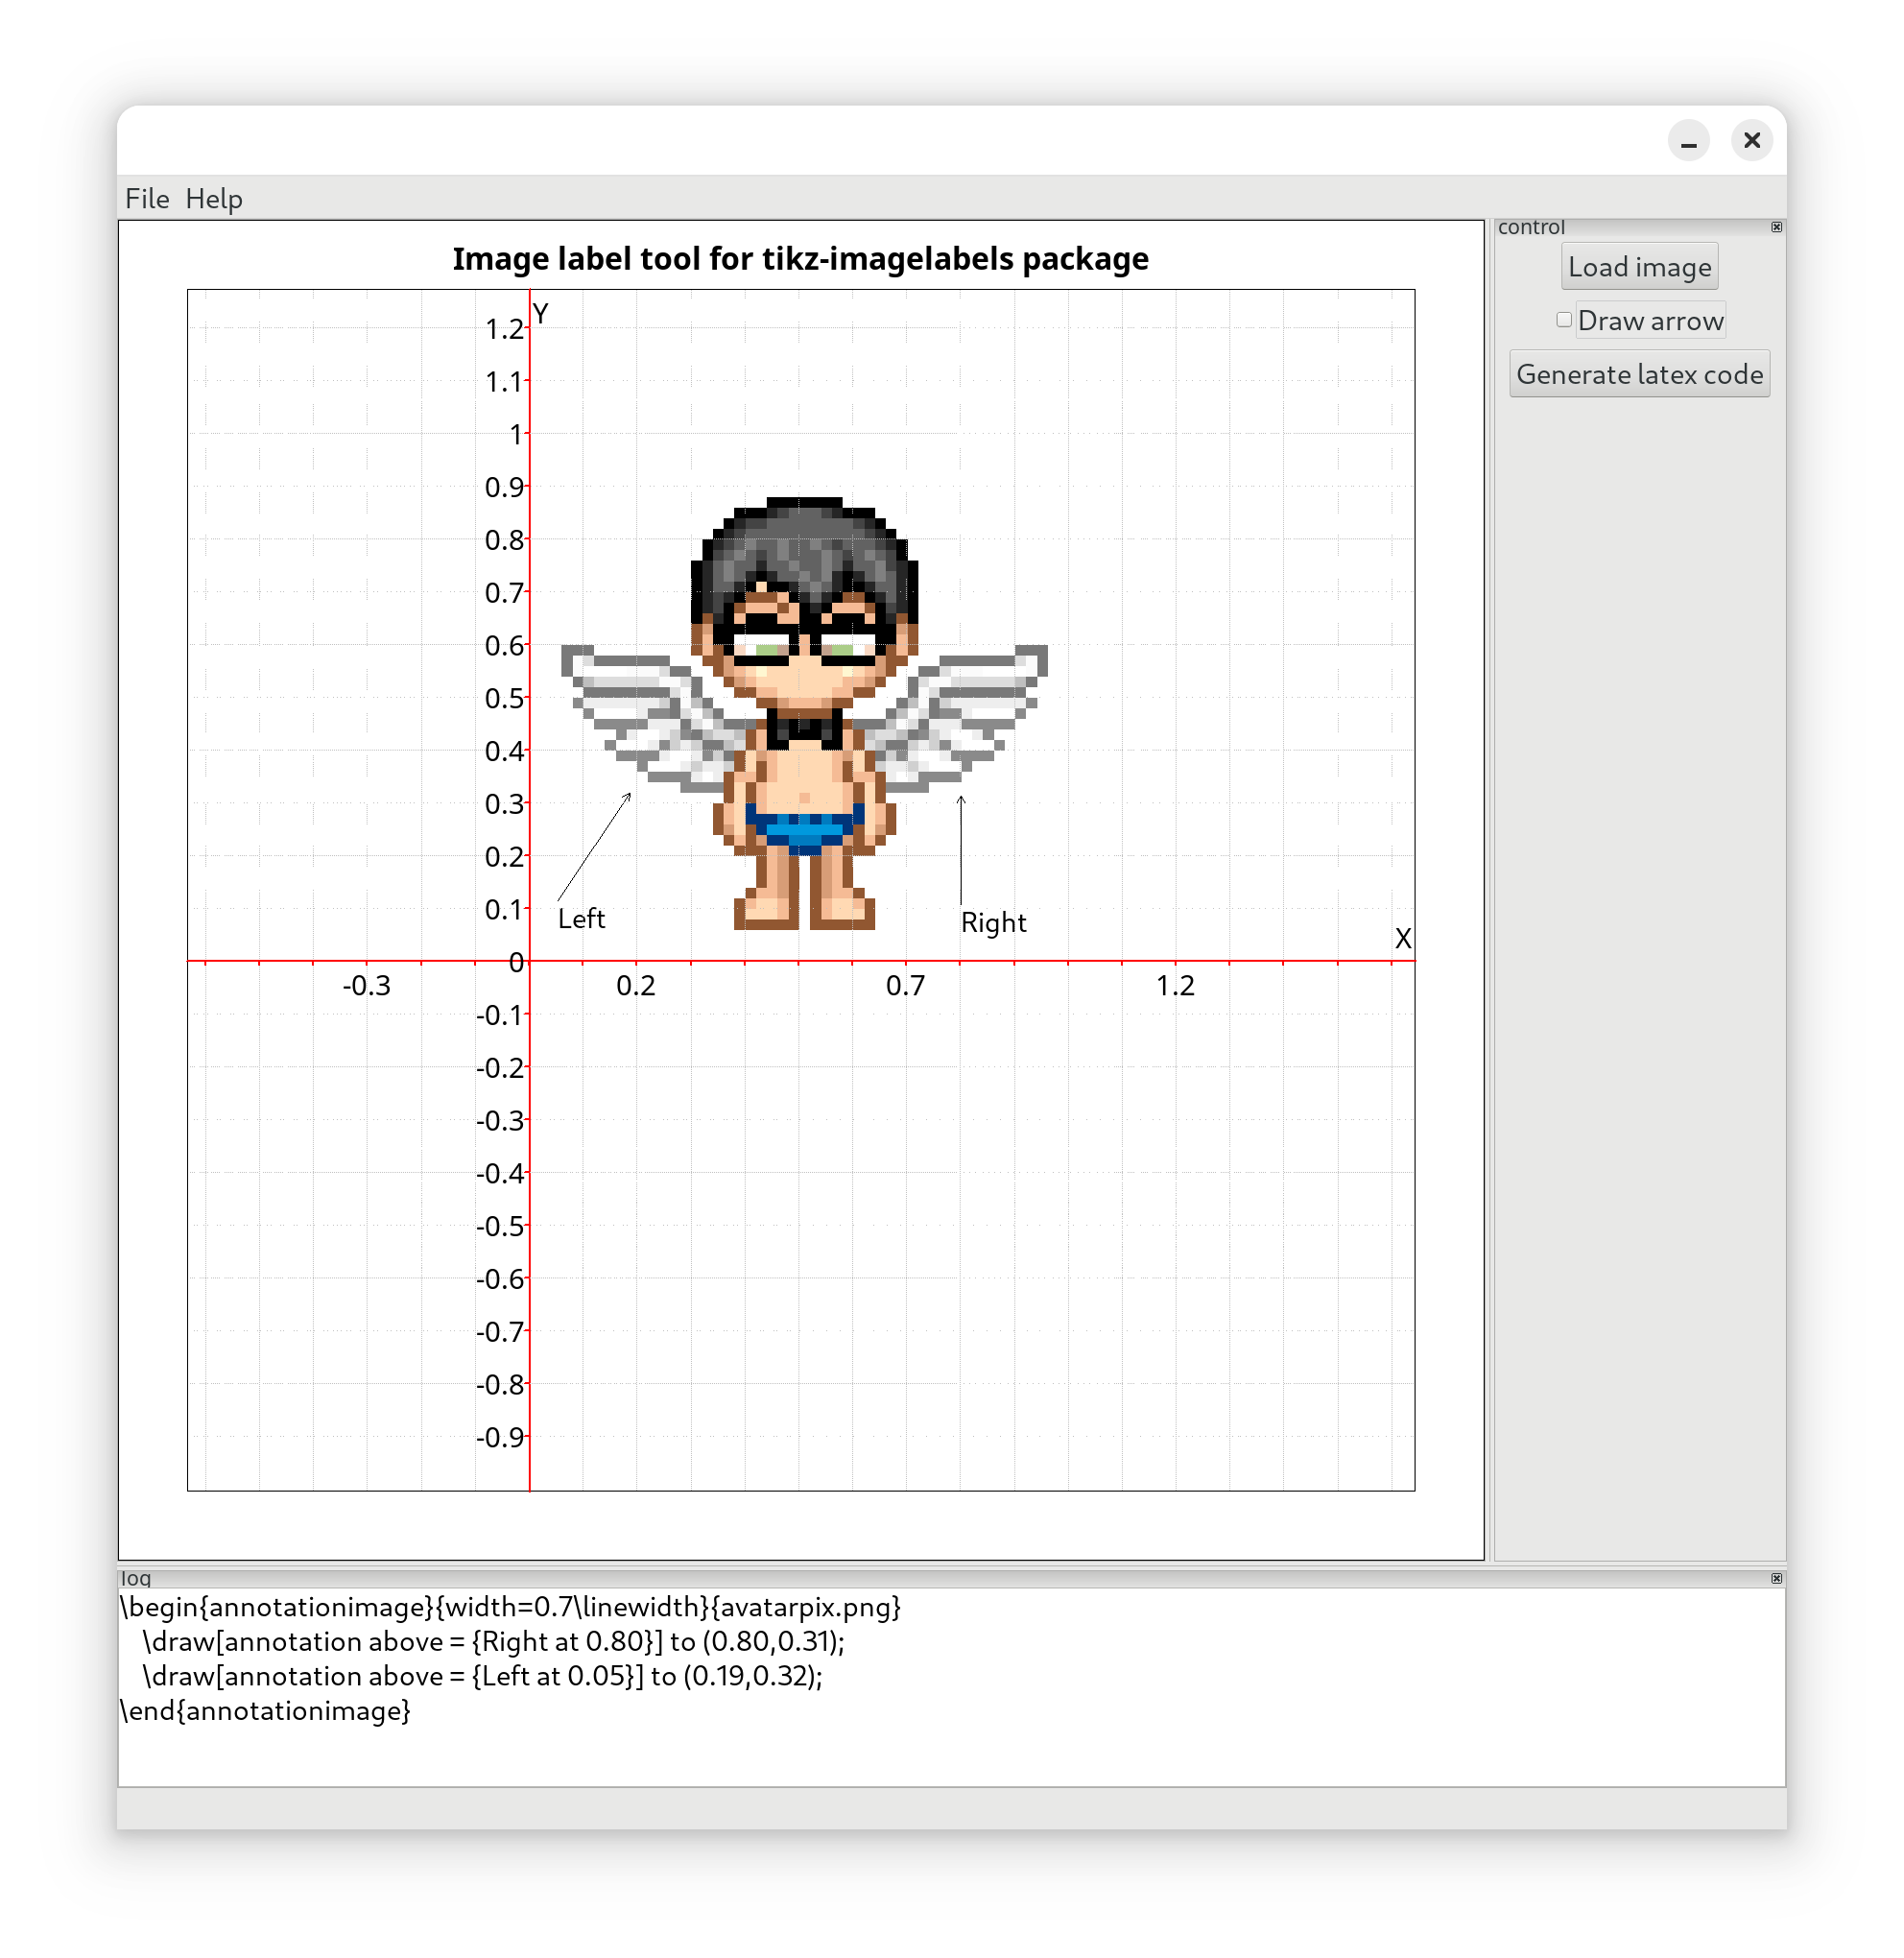 File Help
control
Load image
Draw arrow
Generate latex code
Image label tool for tikz-imagelabels package
Y
1.2
1.1
1
0.9
0.8
0.7
0.6
0.5
0.4
0.3
0.2
0.1
Left
Right
X
0
-0.3 0.2 0.7 1.2
-0.1
-0.2
-0.3
-0.4
-0.5
-0.6
-0.7
-0.8
-0.9
log
\begin{annotationimage}{width=0.7\linewidth}{avatarpix.png}
\draw[annotation above = {Right at 0.80}] to (0.80,0.31);
\draw[annotation above = {Left at 0.05}] to (0.19,0.32);
\end{annotationimage}